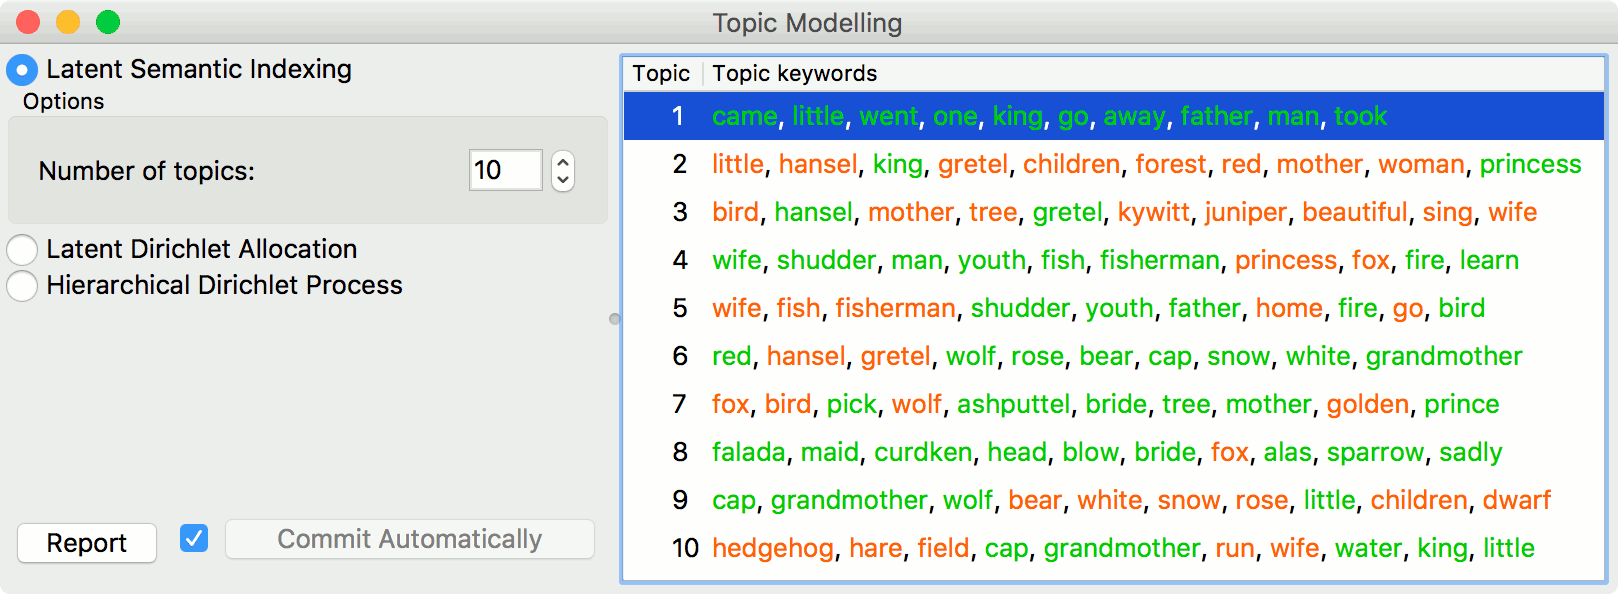 Topic Modelling
Latent Semantic Indexing
Options
Number of topics: 10
Latent Dirichlet Allocation
Hierarchical Dirichlet Process
Report Commit Automatically
Topic Topic keywords
1 came, little, went, one, king, go, away, father, man, took
2 little, hansel, king, gretel, children, forest, red, mother, woman, princess
3 bird, hansel, mother, tree, gretel, kywitt, juniper, beautiful, sing, wife
4 wife, shudder, man, youth, fish, fisherman, princess, fox, fire, learn
5 wife, fish, fisherman, shudder, youth, father, home, fire, go, bird
6 red, hansel, gretel, wolf, rose, bear, cap, snow, white, grandmother
7 fox, bird, pick, wolf, ashputtel, bride, tree, mother, golden, prince
8 falada, maid, curdken, head, blow, bride, fox, alas, sparrow, sadly
9 cap, grandmother, wolf, bear, white, snow, rose, little, children, dwarf
10 hedgehog, hare, field, cap, grandmother, run, wife, water, king, little